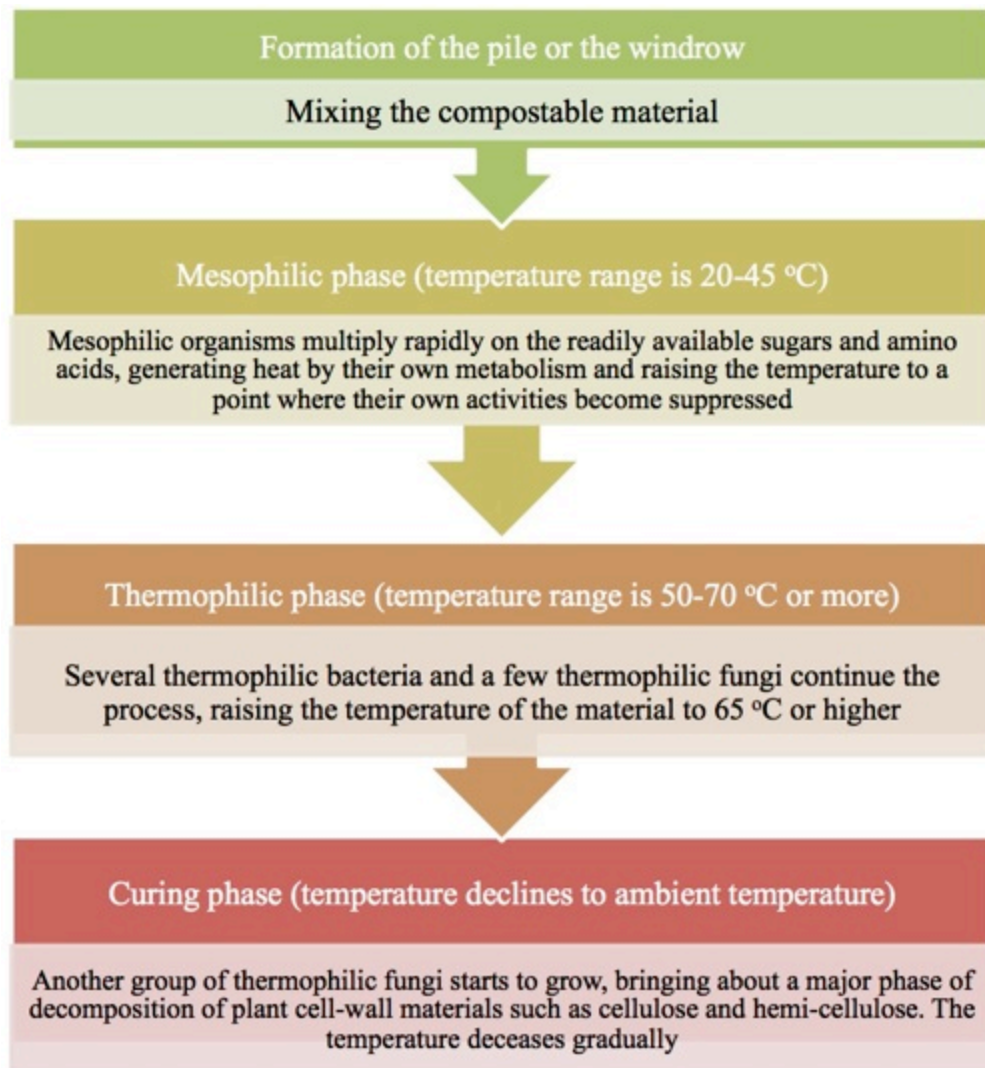 Formation of the pile or the windrow
Mixing the compostable material
Mesophilic phase (temperature range is 20-45 ºC)
Mesophilic organisms multiply rapidly on the readily available sugars and amino
acids, generating heat by their own metabolism and raising the temperature to a
point where their own activities become suppressed
Thermophilic phase (temperature range is 50-70 ºC or more)
Several thermophilic bacteria and a few thermophilic fungi continue the
process, raising the temperature of the material to 65 ºC or higher
Curing phase (temperature declines to ambient temperature)
Another group of thermophilic fungi starts to grow, bringing about a major phase of
decomposition of plant cell-wall materials such as cellulose and hemi-cellulose. The
temperature deceases gradually